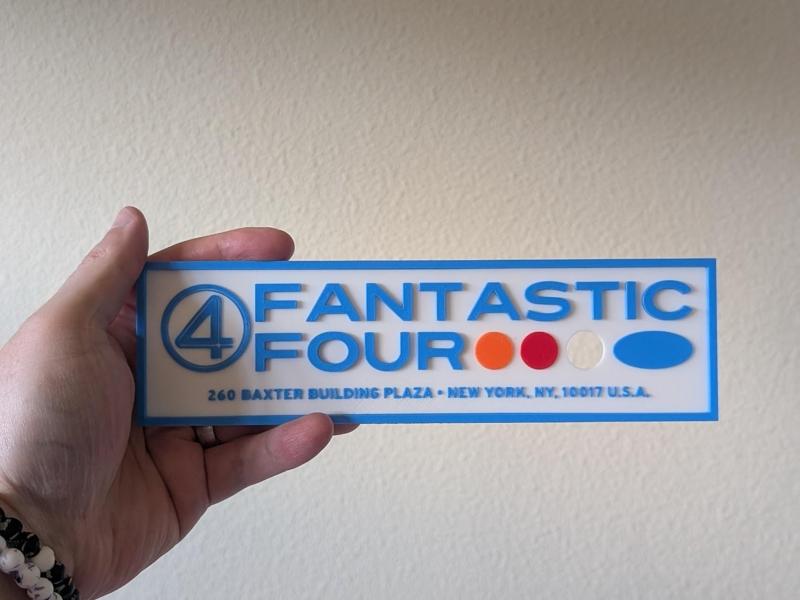 4 FANTASTIC
FOUR
260 BAXTER BUILDING PLAZA • NEW YORK, NY, 10017 U.S.A.